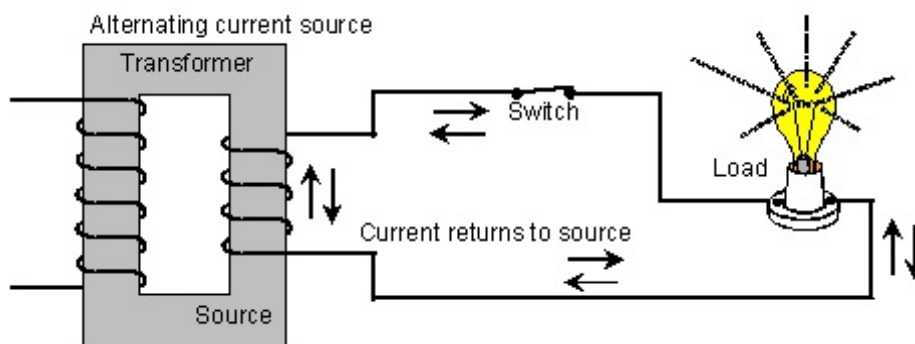 Alternating current source
Transformer
Switch
Load
Current returns to source
Source